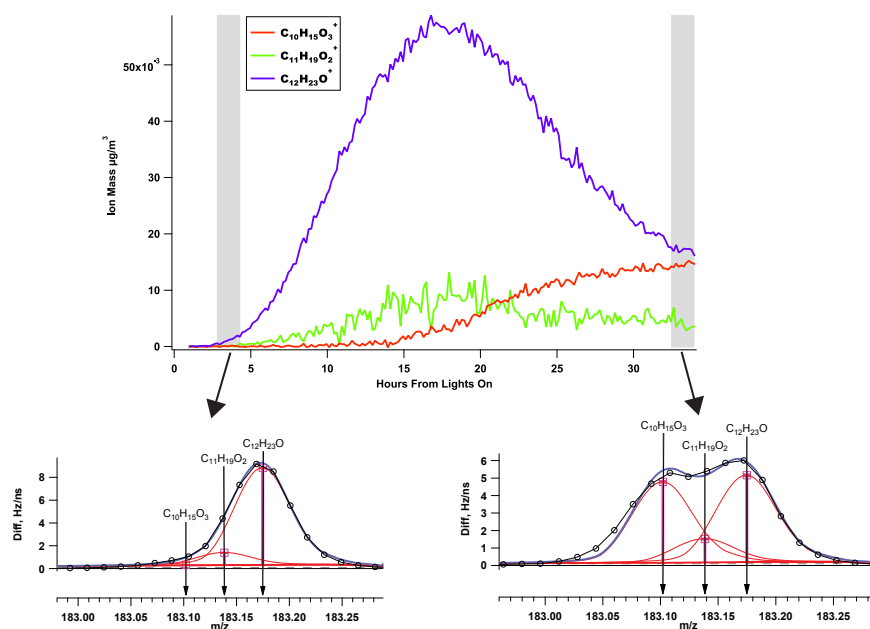 C10H15O3+
C11H19O2+
C12H23O+
50x10-3
40
30
20
10
0
Ion Mass µg/m3
0 5 10 15 20 25 30
Hours From Lights On
C12H23O
C11H19O2
C10H15O3
8
6
4
2
0
Diff, Hz/ns
183.00 183.05 183.10 183.15 183.20 183.25
m/z
C10H15O3
C12H23O
C11H19O2
6
5
4
3
2
1
0
Diff, Hz/ns
183.00 183.05 183.10 183.15 183.20 183.25
m/z